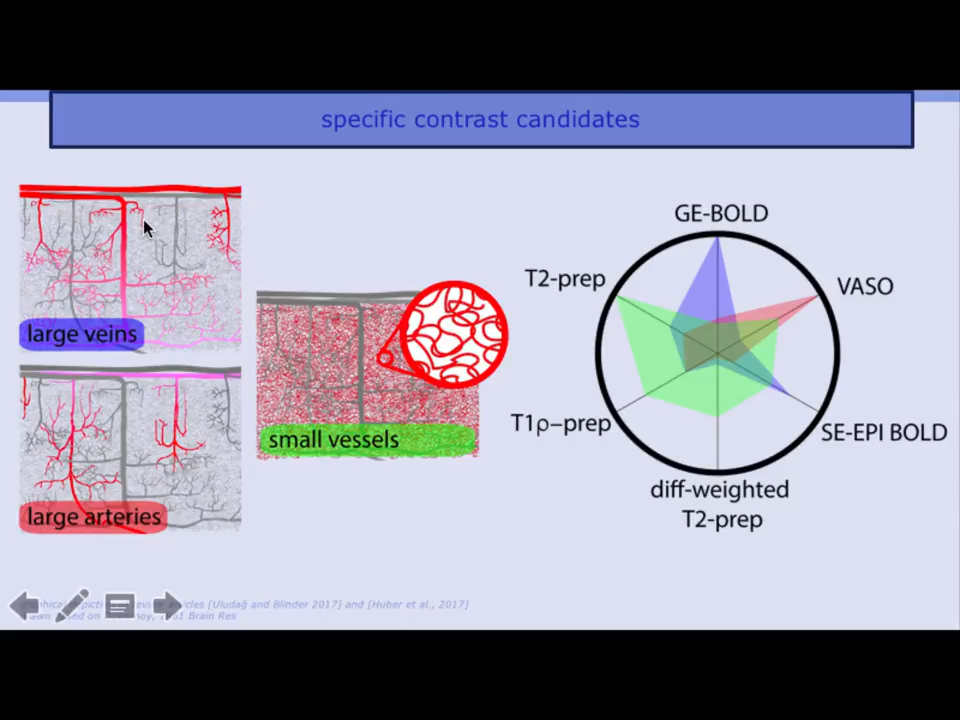 specific contrast candidates
large veins
large arteries
small vessels
GE-BOLD
T2-prep
VASO
T1ρ–prep
SE-EPI BOLD
diff-weighted
T2-prep
[Uludağ and Blinder 2017] and [Huber et al., 2017]
on Brain Res